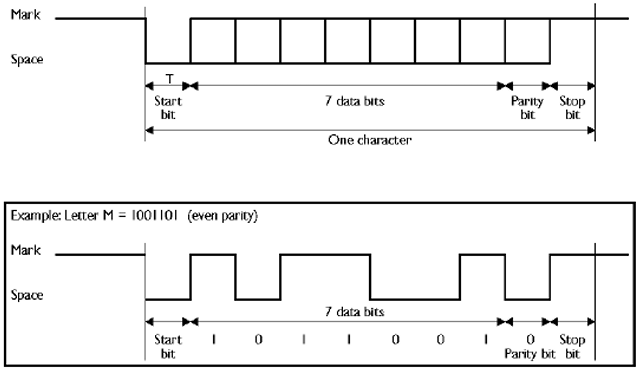 Mark
Space
T
Start bit
7 data bits
Parity bit
Stop bit
One character
Example: Letter M = 1001101 (even parity)
Mark
Space
7 data bits
Start bit
1 0 1 1 0 0 1 0
Parity bit
Stop bit